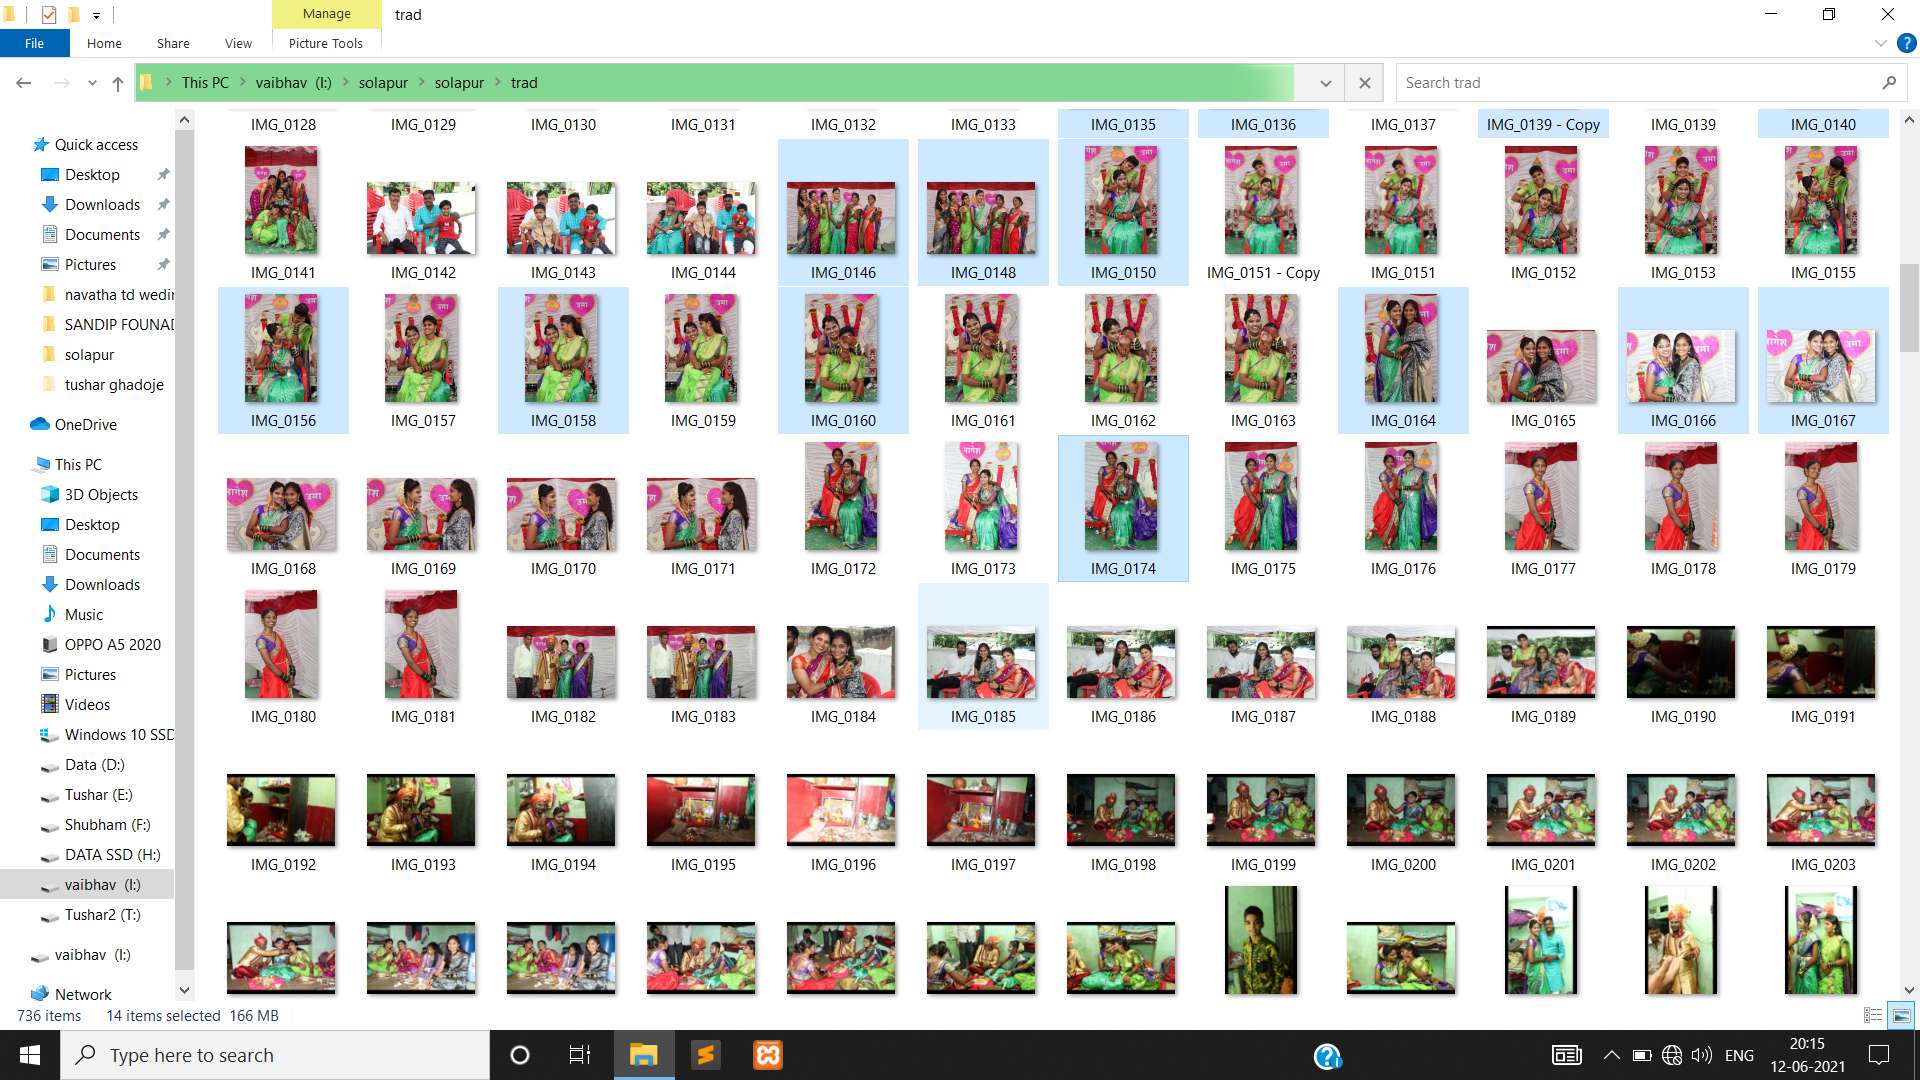 Manage
trad
File
Home
Share
View
Picture Tools
This PC
vaibhav (I:)
solapur
solapur
trad
Search trad
Quick access
Desktop
Downloads
Documents
Pictures
navatha td wedir
SANDIP FOUNAD
solapur
tushar ghadoje
OneDrive
This PC
3D Objects
Desktop
Documents
Downloads
Music
OPPO A5 2020
Pictures
Videos
Windows 10 SSD
Data (D:)
Tushar (E:)
Shubham (F:)
DATA SSD (H:)
vaibhav (I:)
Tushar2 (T:)
vaibhav (I:)
Network
IMG_0128 IMG_0129 IMG_0130 IMG_0131 IMG_0132 IMG_0133 IMG_0135 IMG_0136 IMG_0137 IMG_0139 - Copy IMG_0139 IMG_0140
IMG_0141 IMG_0142 IMG_0143 IMG_0144 IMG_0146 IMG_0148 IMG_0150 IMG_0151 - Copy IMG_0151 IMG_0152 IMG_0153 IMG_0155
IMG_0156 IMG_0157 IMG_0158 IMG_0159 IMG_0160 IMG_0161 IMG_0162 IMG_0163 IMG_0164 IMG_0165 IMG_0166 IMG_0167
IMG_0168 IMG_0169 IMG_0170 IMG_0171 IMG_0172 IMG_0173 IMG_0174 IMG_0175 IMG_0176 IMG_0177 IMG_0178 IMG_0179
IMG_0180 IMG_0181 IMG_0182 IMG_0183 IMG_0184 IMG_0185 IMG_0186 IMG_0187 IMG_0188 IMG_0189 IMG_0190 IMG_0191
IMG_0192 IMG_0193 IMG_0194 IMG_0195 IMG_0196 IMG_0197 IMG_0198 IMG_0199 IMG_0200 IMG_0201 IMG_0202 IMG_0203
736 items 14 items selected 166 MB
Type here to search
ENG
20:15
12-06-2021